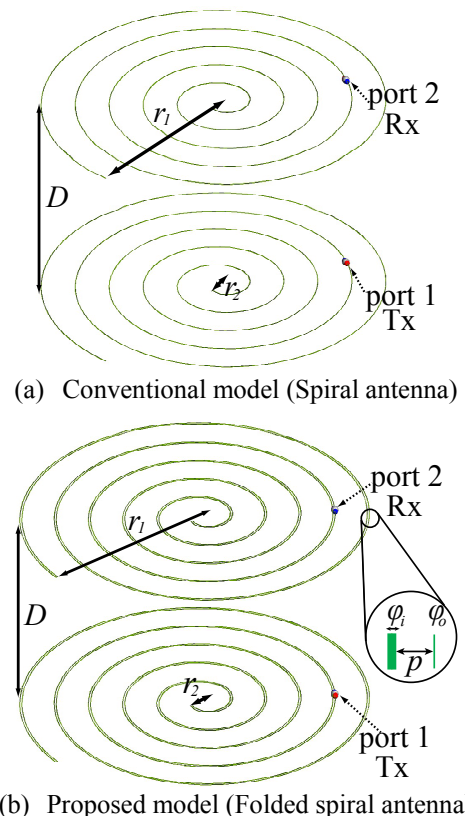 port 2
Rx
r1
D
r2
port 1
Tx
(a) Conventional model (Spiral antenna)
port 2
Rx
r1
D
φi φo
p
r2
port 1
Tx
(b) Proposed model (Folded spiral antenna)